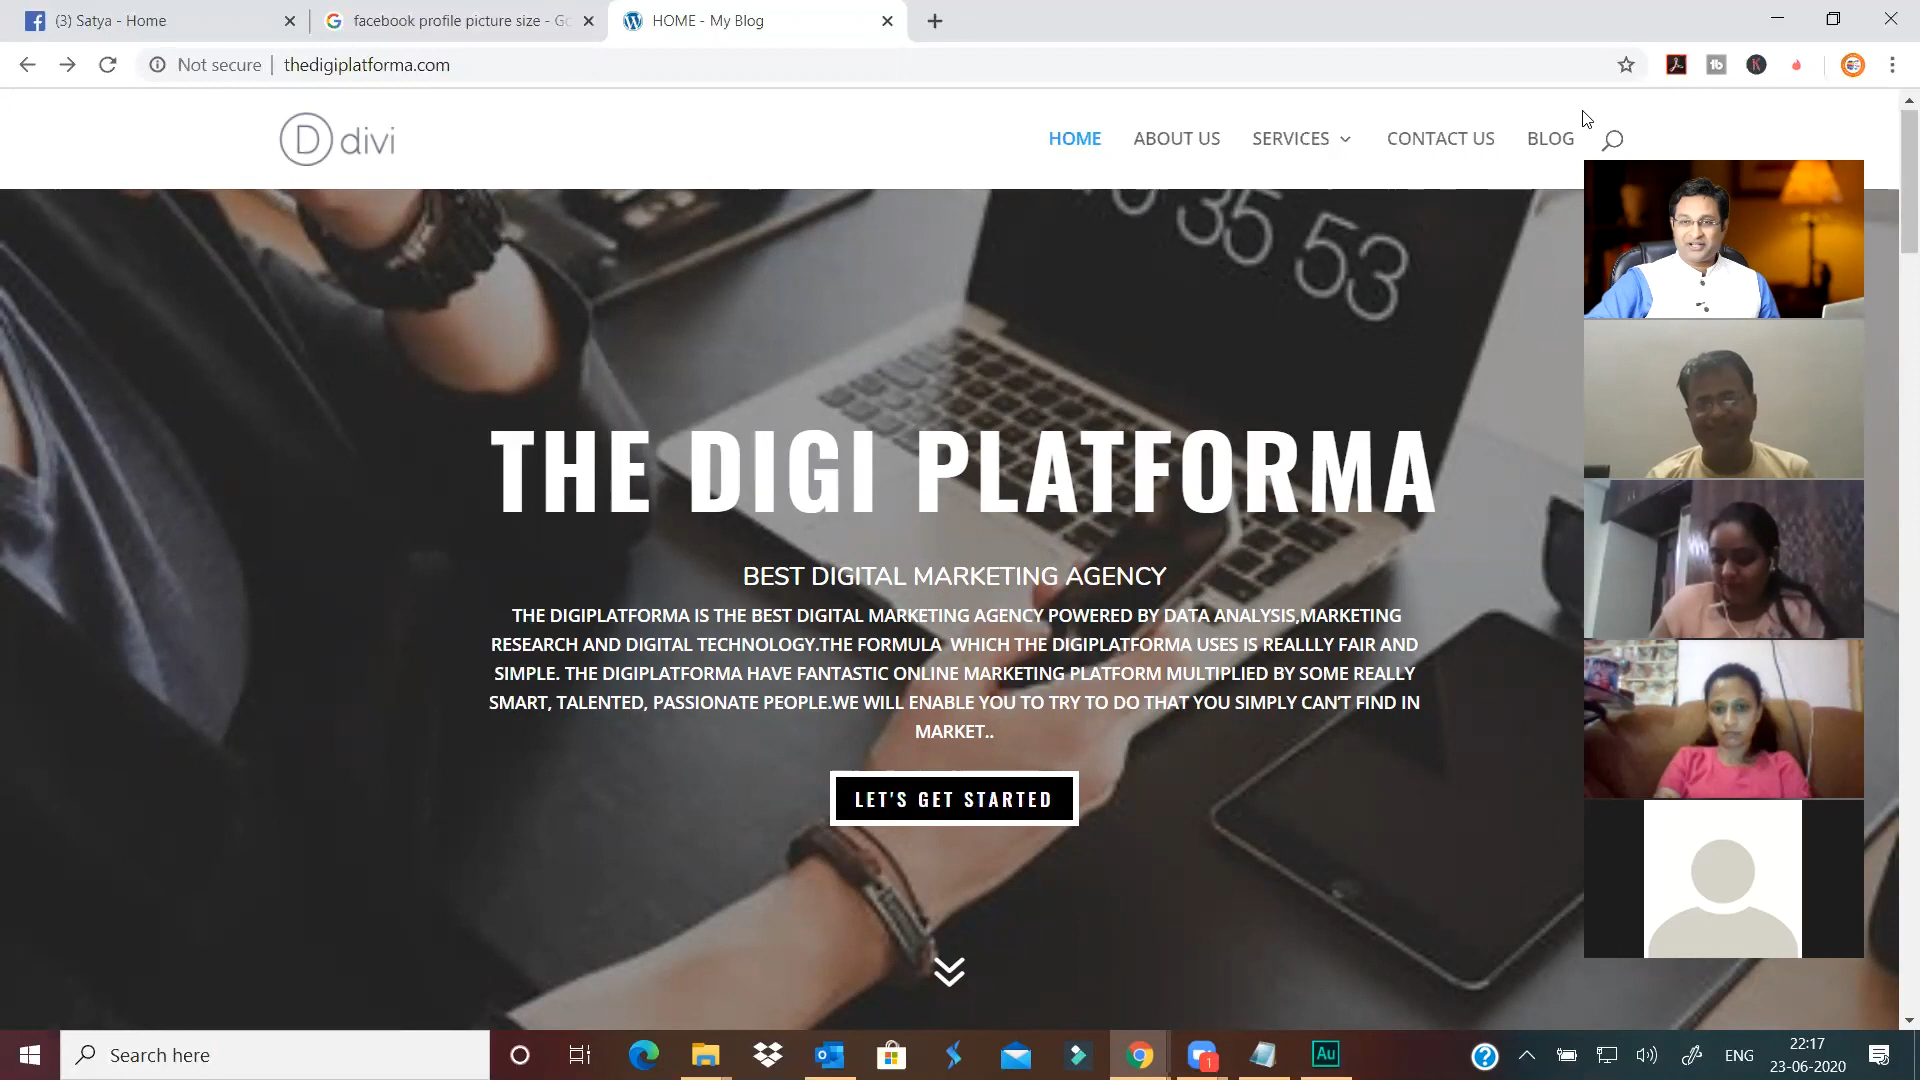 (3) Satya - Home
facebook profile picture size - Go
HOME - My Blog
Not secure
thedigiplatforma.com
D divi
HOME
ABOUT US
SERVICES
CONTACT US
BLOG
35 53
THE DIGI PLATFORMA
BEST DIGITAL MARKETING AGENCY
THE DIGIPLATFORMA IS THE BEST DIGITAL MARKETING AGENCY POWERED BY DATA ANALYSIS,MARKETING
RESEARCH AND DIGITAL TECHNOLOGY.THE FORMULA WHICH THE DIGIPLATFORMA USES IS REALLLY FAIR AND
SIMPLE. THE DIGIPLATFORMA HAVE FANTASTIC ONLINE MARKETING PLATFORM MULTIPLIED BY SOME REALLY
SMART, TALENTED, PASSIONATE PEOPLE.WE WILL ENABLE YOU TO TRY TO DO THAT YOU SIMPLY CAN'T FIND IN
MARKET..
LET'S GET STARTED
Search here
1
Au
ENG
22:17
23-06-2020